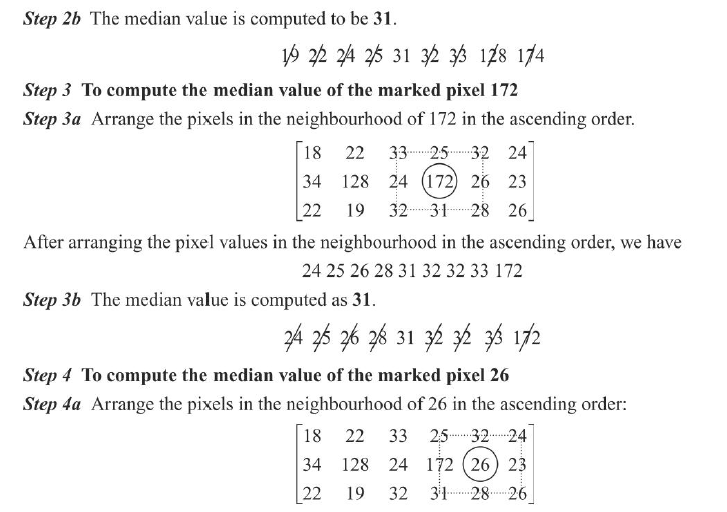 Step 2b The median value is computed to be 31.
19 22 24 25 31 32 33 128 174
Step 3 To compute the median value of the marked pixel 172
Step 3a Arrange the pixels in the neighbourhood of 172 in the ascending order.
18 22 33 25 32 24
34 128 24 172 26 23
22 19 32 31 28 26
After arranging the pixel values in the neighbourhood in the ascending order, we have
24 25 26 28 31 32 32 33 172
Step 3b The median value is computed as 31.
24 25 26 28 31 32 32 33 172
Step 4 To compute the median value of the marked pixel 26
Step 4a Arrange the pixels in the neighbourhood of 26 in the ascending order:
18 22 33 25 32 24
34 128 24 172 26 23
22 19 32 31 28 26